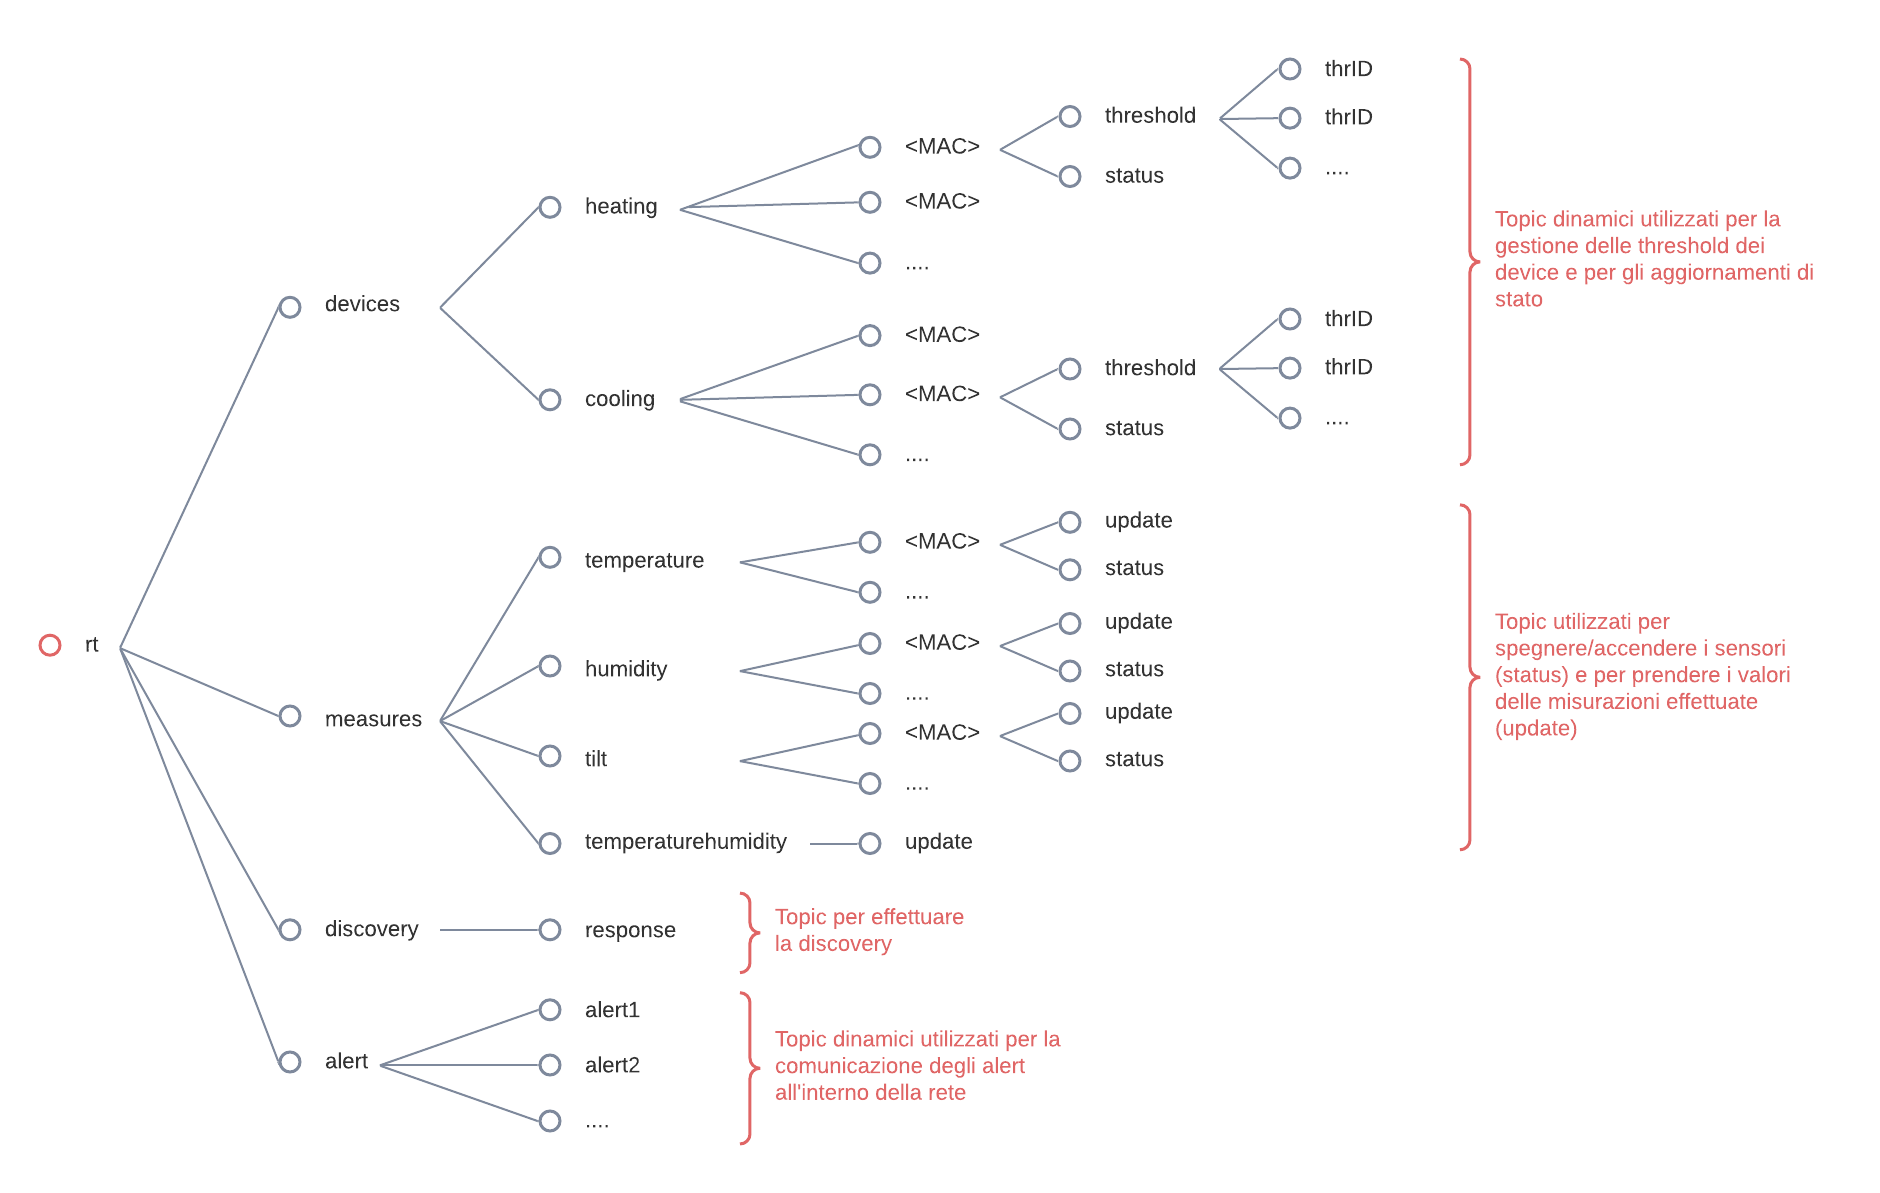 rt
devices
heating
<MAC>
threshold
thrID
thrID
....
status
<MAC>
....
cooling
<MAC>
<MAC>
threshold
thrID
thrID
....
status
....
Topic dinamici utilizzati per la
gestione delle threshold dei
device e per gli aggiornamenti di
stato
measures
temperature
<MAC>
update
status
....
humidity
<MAC>
update
status
....
tilt
<MAC>
update
status
....
temperaturehumidity
update
Topic utilizzati per
spegnere/accendere i sensori
(status) e per prendere i valori
delle misurazioni effettuate
(update)
discovery
response
Topic per effettuare
la discovery
alert
alert1
alert2
....
Topic dinamici utilizzati per la
comunicazione degli alert
all'interno della rete